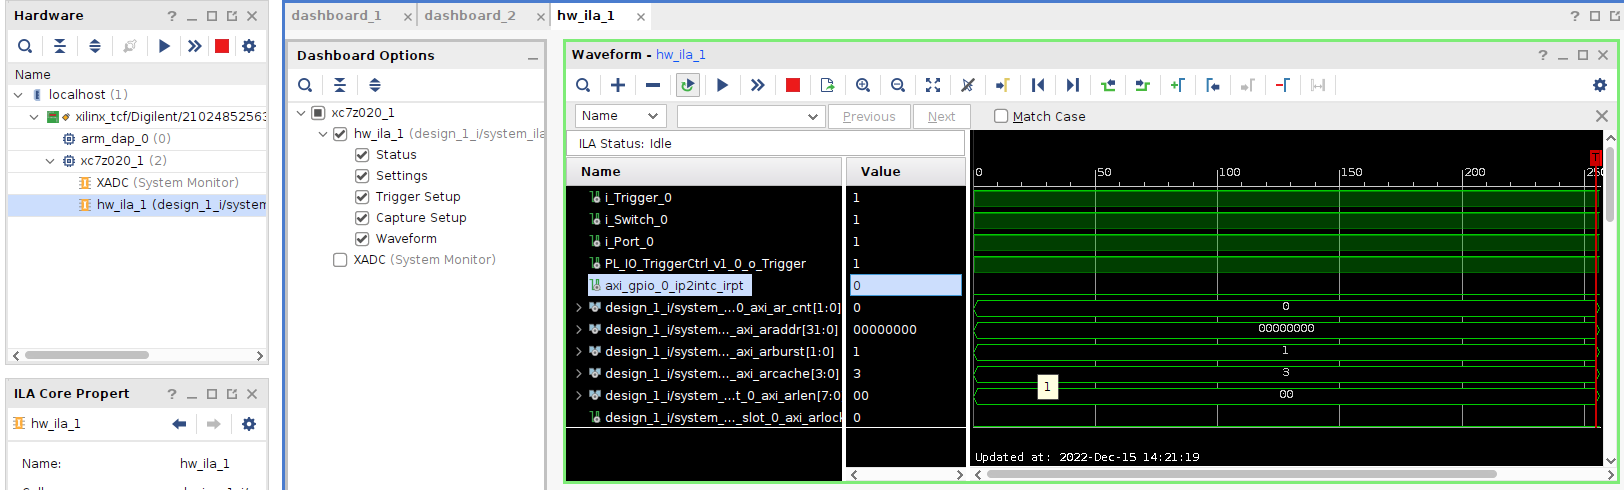 Hardware
Name
localhost (1)
xilinx_tcf/Digilent/21024852563
arm_dap_0 (0)
xc7z020_1 (2)
XADC (System Monitor)
hw_ila_1 (design_1_i/system
ILA Core Propert
hw_ila_1
Name: hw_ila_1
dashboard_1
dashboard_2
hw_ila_1
Dashboard Options
xc7z020_1
hw_ila_1 (design_1_i/system_ila
Status
Settings
Trigger Setup
Capture Setup
Waveform
XADC (System Monitor)
Waveform - hw_ila_1
Name
Previous
Next
Match Case
ILA Status: Idle
Name Value
0 50 100 150 200 250
i_Trigger_0 1
i_Switch_0 1
i_Port_0 1
PL_IO_TriggerCtrl_v1_0_o_Trigger 1
axi_gpio_0_ip2intc_irpt 0
design_1_i/system_...0_axi_ar_cnt[1:0] 0 0
design_1_i/system..._axi_araddr[31:0] 00000000 00000000
design_1_i/system..._axi_arburst[1:0] 1 1
design_1_i/system..._axi_arcache[3:0] 3 3
1
design_1_i/system...t_0_axi_arlen[7:0 00 00
design_1_i/system_..._slot_0_axi_arlock 0
Updated at: 2022-Dec-15 14:21:19